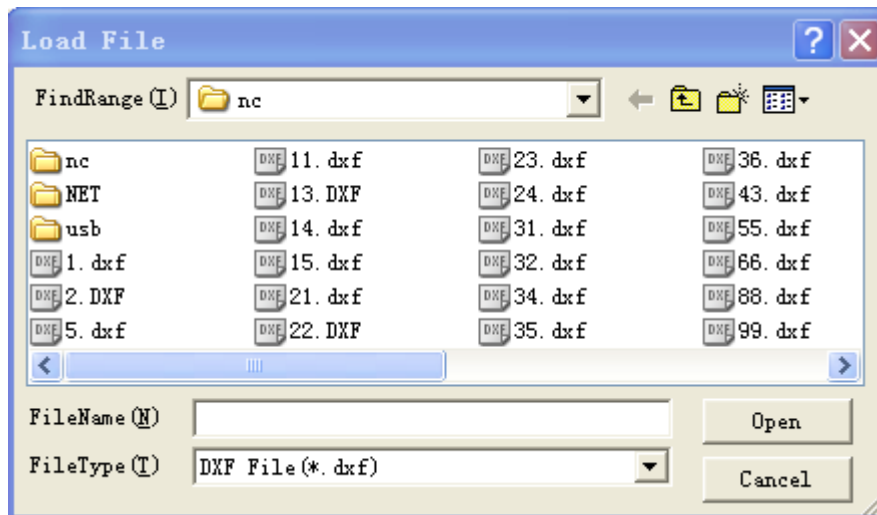 Load File
FindRange(I) nc
nc 11. dxf 23. dxf 36. dxf
NET 13. DXF 24. dxf 43. dxf
usb 14. dxf 31. dxf 55. dxf
1. dxf 15. dxf 32. dxf 66. dxf
2. DXF 21. dxf 34. dxf 88. dxf
5. dxf 22. DXF 35. dxf 99. dxf
FileName(N) Open
FileType(T) DXF File(*. dxf) Cancel